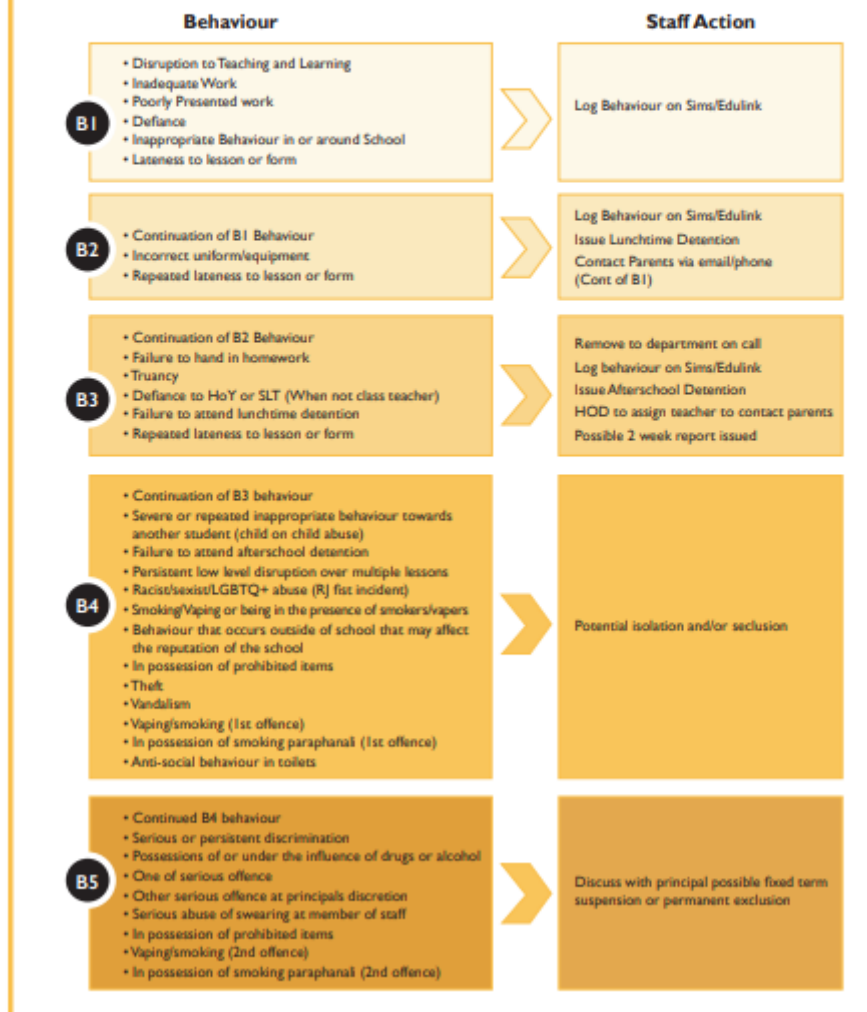 Behaviour
Staff Action
B1
• Disruption to Teaching and Learning
• Inadequate Work
• Poorly Presented work
• Defiance
• Inappropriate Behaviour in or around School
• Lateness to lesson or form
Log Behaviour on Sims/Edulink
B2
• Continuation of B1 Behaviour
• Incorrect uniform/equipment
• Repeated lateness to lesson or form
Log Behaviour on Sims/Edulink
Issue Lunchtime Detention
Contact Parents via email/phone
(Cont of B1)
B3
• Continuation of B2 Behaviour
• Failure to hand in homework
• Truancy
• Defiance to HoY or SLT (When not class teacher)
• Failure to attend lunchtime detention
• Repeated lateness to lesson or form
Remove to department on call
Log behaviour on Sims/Edulink
Issue Afterschool Detention
HOD to assign teacher to contact parents
Possible 2 week report issued
B4
• Continuation of B3 behaviour
• Severe or repeated inappropriate behaviour towards
another student (child on child abuse)
• Failure to attend afterschool detention
• Persistent low level disruption over multiple lessons
• Racist/sexist/LGBTQ+ abuse (RJ fist incident)
• Smoking/Vaping or being in the presence of smokers/vapers
• Behaviour that occurs outside of school that may affect
the reputation of the school
• In possession of prohibited items
• Theft
• Vandalism
• Vaping/smoking (1st offence)
• In possession of smoking paraphanali (1st offence)
• Anti-social behaviour in toilets
Potential isolation and/or seclusion
B5
• Continued B4 behaviour
• Serious or persistent discrimination
• Possessions of or under the influence of drugs or alcohol
• One of serious offence
• Other serious offence at principals discretion
• Serious abuse of swearing at member of staff
• In possession of prohibited items
• Vaping/smoking (2nd offence)
• In possession of smoking paraphanali (2nd offence)
Discuss with principal possible fixed term
suspension or permanent exclusion